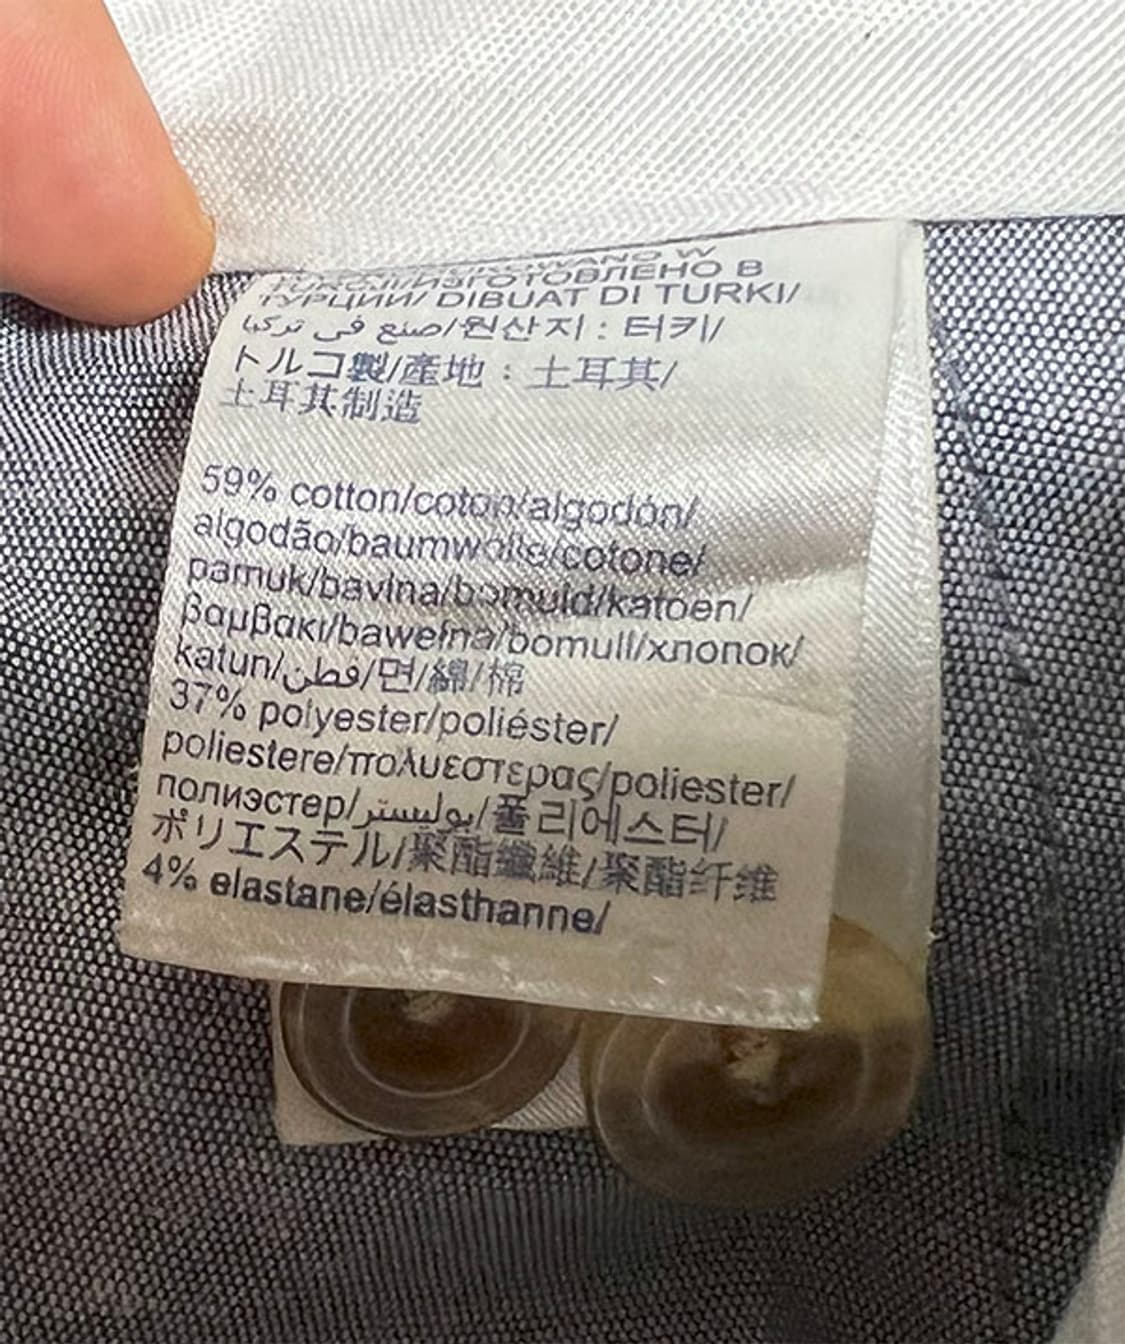 TURCJI/ИЗГОТОВЛЕНО В
ТУРЦИИ/ DIBUAT DI TURKI/
صنع في تركيا/원산지 : 터키/
トルコ製/產地 : 土耳其/
土耳其制造
59% cotton/coton/algodón/
algodão/baumwolle/cotone/
pamuk/bavlna/bomuld/katoen/
βαμβακι/bawełna/bomull/хлопок/
katun/قطن/면/綿/棉
37% polyester/poliéster/
poliestere/πολυεστερας/poliester/
полиэстер/بوليستر/폴리에스터/
ポリエステル/聚酯纖維/聚酯纤维
4% elastane/élasthanne/